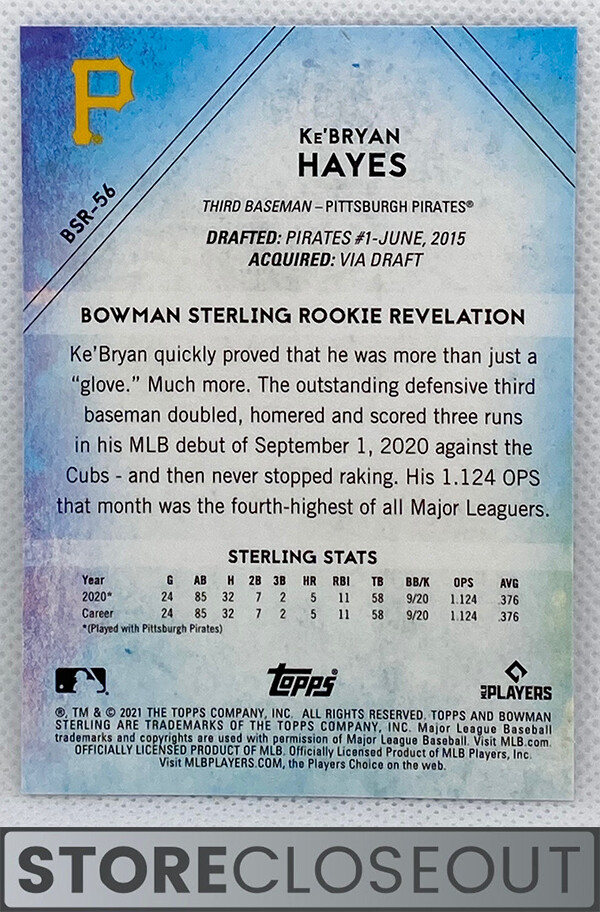 P
BSR-56
KE'BRYAN
HAYES
THIRD BASEMAN – PITTSBURGH PIRATES®
DRAFTED: PIRATES #1-JUNE, 2015
ACQUIRED: VIA DRAFT
BOWMAN STERLING ROOKIE REVELATION
Ke'Bryan quickly proved that he was more than just a
“glove.” Much more. The outstanding defensive third
baseman doubled, homered and scored three runs
in his MLB debut of September 1, 2020 against the
Cubs - and then never stopped raking. His 1.124 OPS
that month was the fourth-highest of all Major Leaguers.
STERLING STATS
Year G AB H 2B 3B HR RBI TB BB/K OPS AVG
2020* 24 85 32 7 2 5 11 58 9/20 1.124 .376
Career 24 85 32 7 2 5 11 58 9/20 1.124 .376
*(Played with Pittsburgh Pirates)
Topps®
MLB PLAYERS
®, TM & © 2021 THE TOPPS COMPANY, INC. ALL RIGHTS RESERVED. TOPPS AND BOWMAN
STERLING ARE TRADEMARKS OF THE TOPPS COMPANY, INC. Major League Baseball
trademarks and copyrights are used with permission of Major League Baseball. Visit MLB.com.
OFFICIALLY LICENSED PRODUCT OF MLB. Officially Licensed Product of MLB Players, Inc.
Visit MLBPLAYERS.COM, the Players Choice on the web.
STORECLOSEOUT